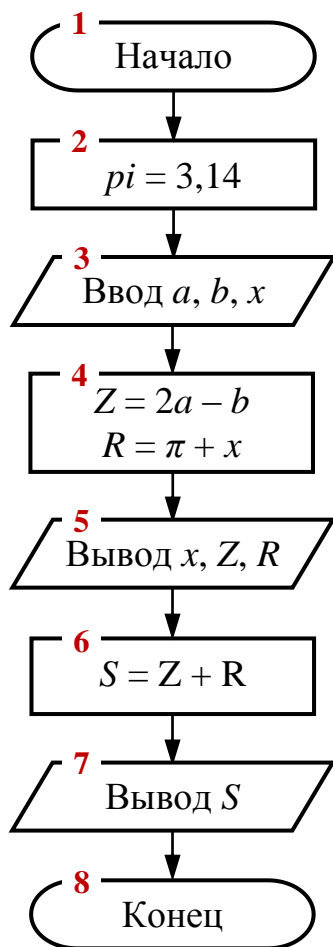 1
Начало
2
pi = 3,14
3
Ввод a, b, x
4
Z = 2a – b
R = π + x
5
Вывод x, Z, R
6
S = Z + R
7
Вывод S
8
Конец